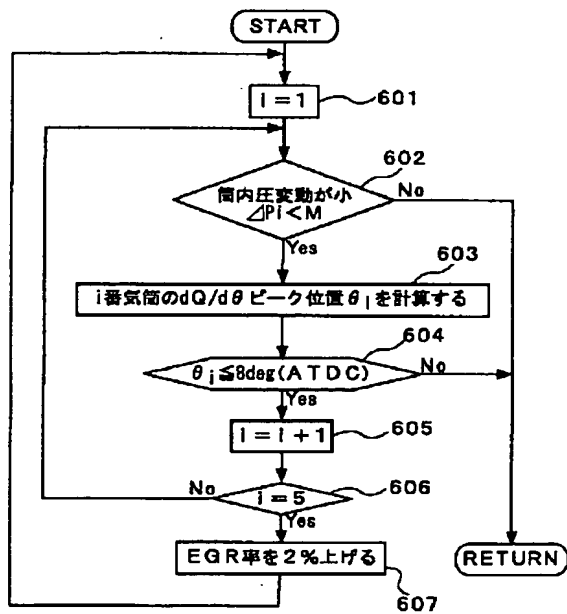 START
i=1
601
602
筒内圧変動が小
⊿Pi<M
No
Yes
603
i番気筒のdQ/dθピーク位置θiを計算する
604
θi≦8deg(ATDC)
No
Yes
i=i+1
605
606
No
i=5
Yes
EGR率を2%上げる
607
RETURN